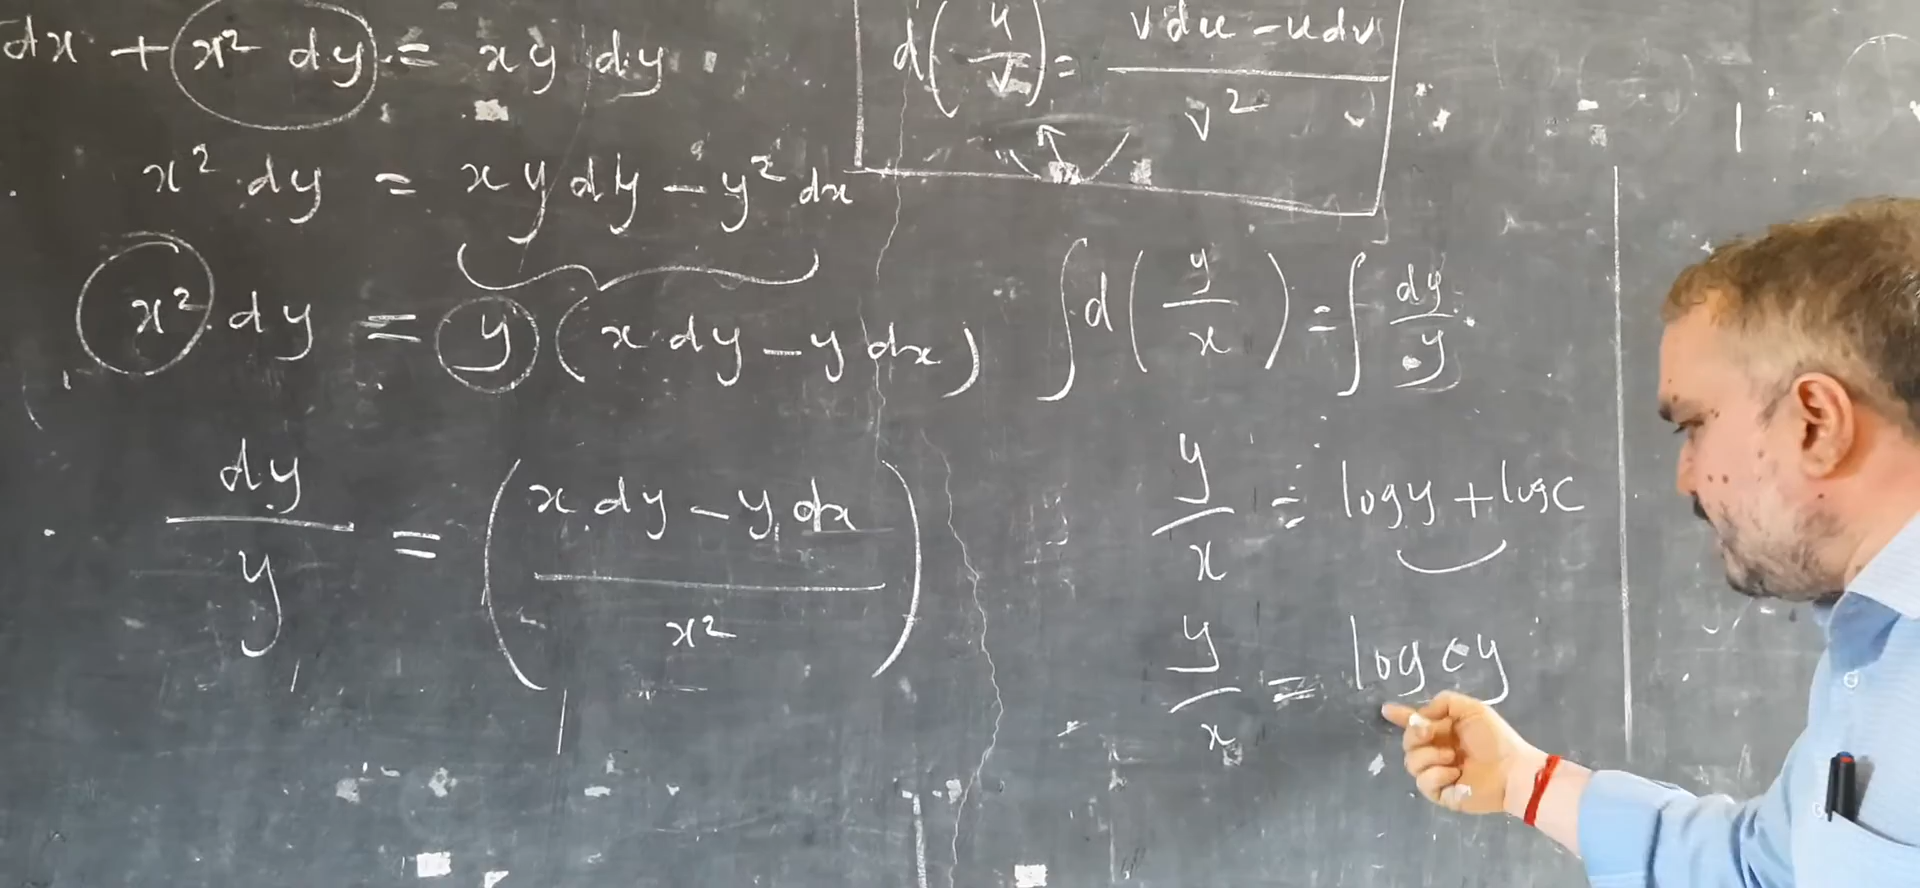 dx + x² dy = xy dy
x² dy = xy dy - y² dx
x² dy = y (x dy - y dx)
dy/y = (x dy - y dx / x²)
d(u/v) = v du - u dv / v²
∫d(y/x) = ∫dy/y
y/x = log y + log c
y/x = log cy